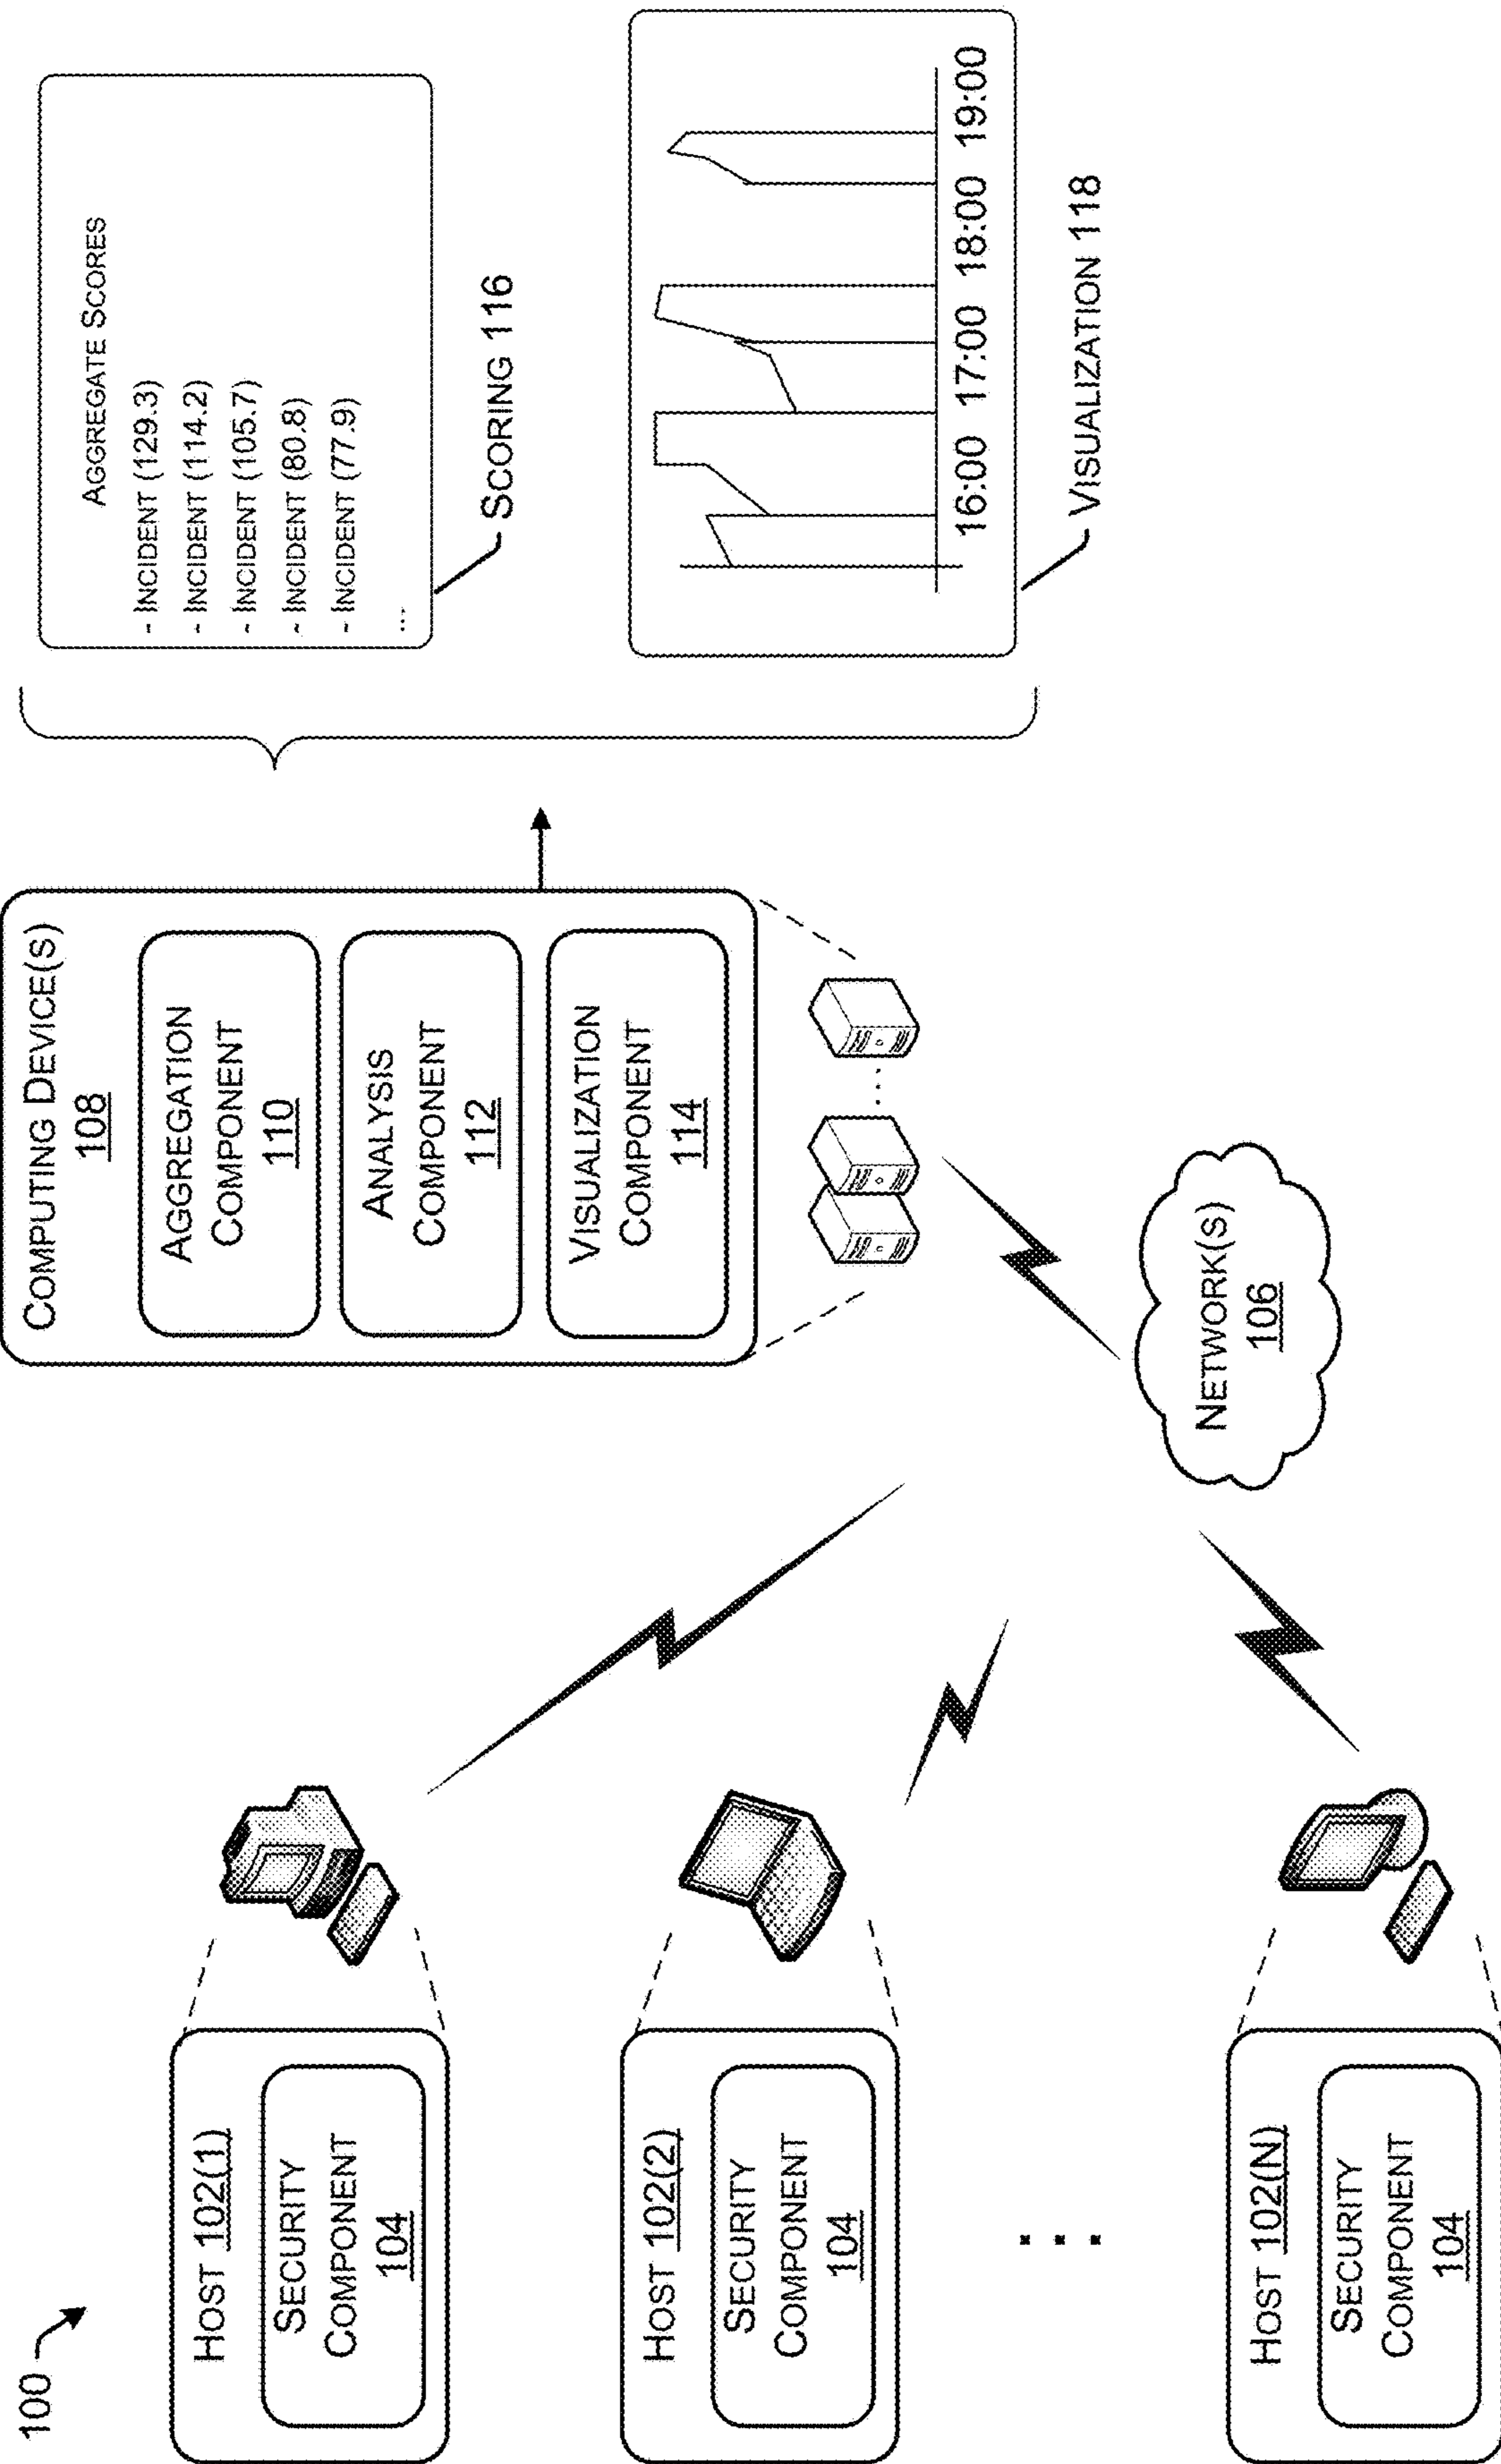 100
HOST 102(1)
SECURITY
COMPONENT
104
HOST 102(2)
SECURITY
COMPONENT
104
...
HOST 102(N)
SECURITY
COMPONENT
104
NETWORK(S)
106
COMPUTING DEVICE(S)
108
AGGREGATION
COMPONENT
110
ANALYSIS
COMPONENT
112
VISUALIZATION
COMPONENT
114
.....
AGGREGATE SCORES
- INCIDENT (129.3)
- INCIDENT (114.2)
- INCIDENT (105.7)
- INCIDENT (80.8)
- INCIDENT (77.9)
...
SCORING 116
16:00 17:00 18:00 19:00
VISUALIZATION 118